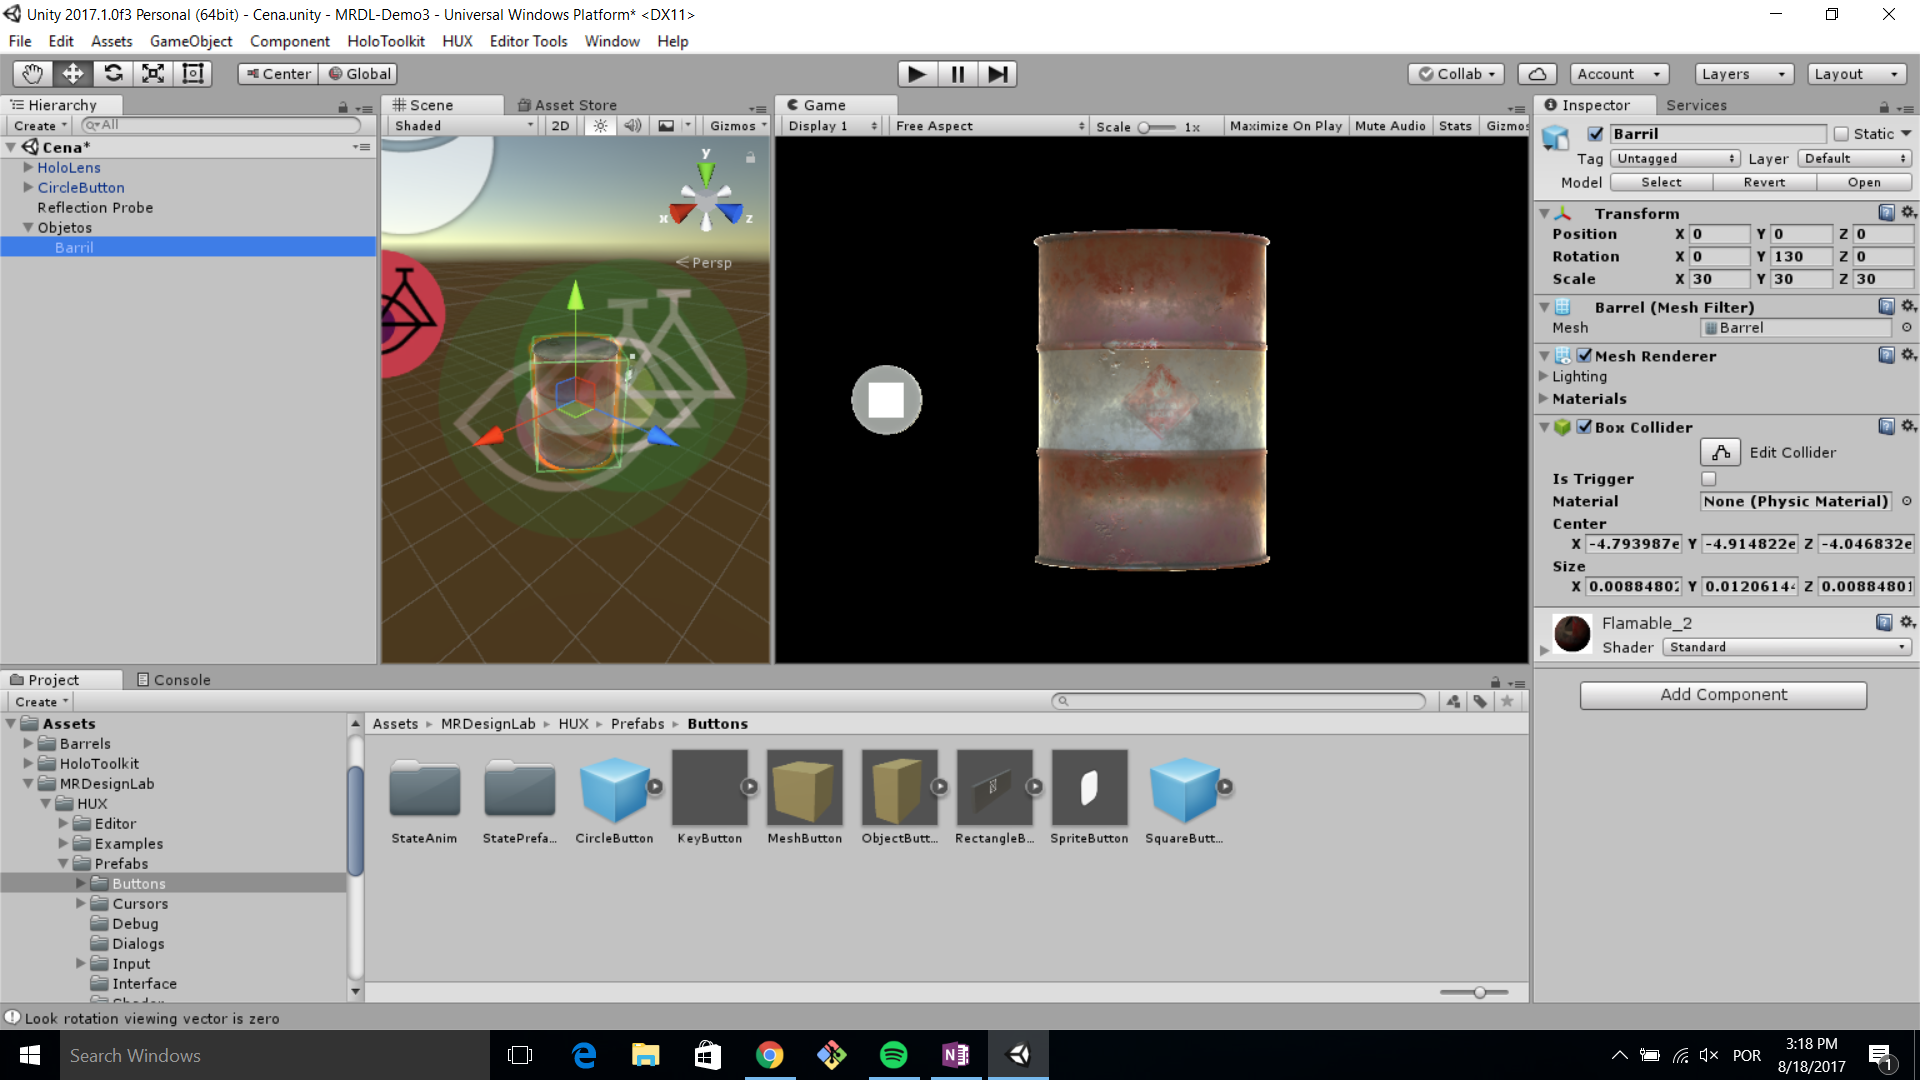 Unity 2017.1.0f3 Personal (64bit) - Cena.unity - MRDL-Demo3 - Universal Windows Platform* <DX11>
File Edit Assets GameObject Component HoloToolkit HUX Editor Tools Window Help
Center Global Collab Account Layers Layout
Hierarchy
Create All
Cena*
HoloLens
CircleButton
Reflection Probe
Objetos
Barril
Scene Asset Store
Shaded 2D Gizmos
y
x z
Persp
Game
Display 1 Free Aspect Scale 1x Maximize On Play Mute Audio Stats Gizmos
Inspector Services
Barril Static
Tag Untagged Layer Default
Model Select Revert Open
Transform
Position X 0 Y 0 Z 0
Rotation X 0 Y 130 Z 0
Scale X 30 Y 30 Z 30
Barrel (Mesh Filter)
Mesh Barrel
Mesh Renderer
Lighting
Materials
Box Collider
Edit Collider
Is Trigger
Material None (Physic Material)
Center
X -4.793987e Y -4.914822e Z -4.046832e
Size
X 0.00884802 Y 0.01206144 Z 0.00884801
Flamable_2
Shader Standard
Add Component
Project Console
Create
Assets
Barrels
HoloToolkit
MRDesignLab
HUX
Editor
Examples
Prefabs
Buttons
Cursors
Debug
Dialogs
Input
Interface
Shader
Assets MRDesignLab HUX Prefabs Buttons
StateAnim StatePrefa... CircleButton KeyButton MeshButton ObjectButt... RectangleB... SpriteButton SquareButt...
Look rotation viewing vector is zero
Search Windows
POR
3:18 PM
8/18/2017
1